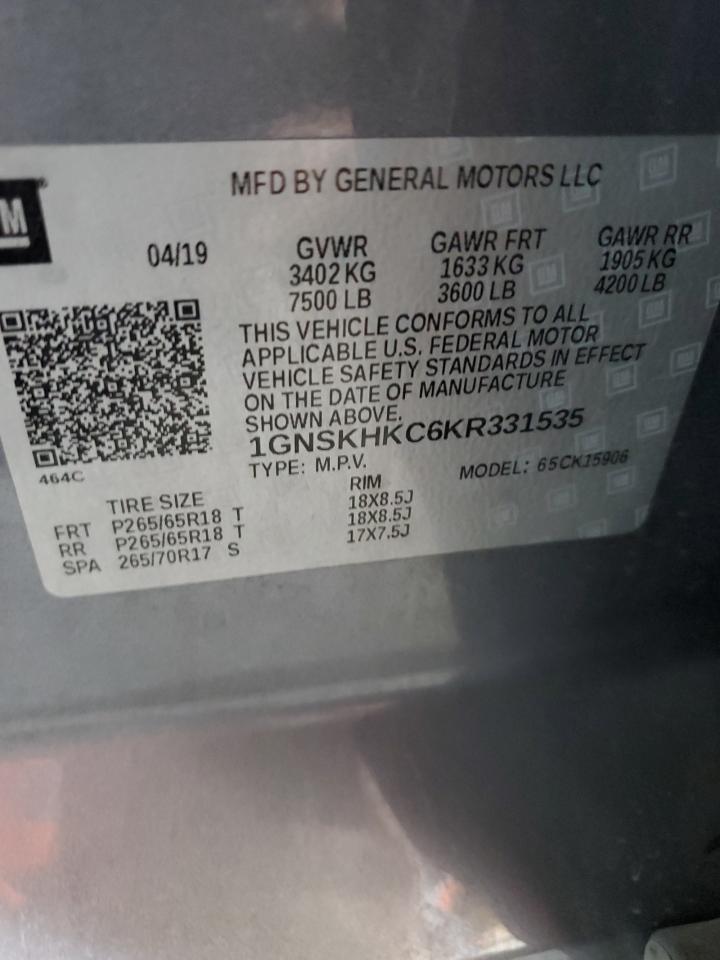 GM
MFD BY GENERAL MOTORS LLC
04/19 GVWR GAWR FRT GAWR RR
3402 KG 1633 KG 1905 KG
7500 LB 3600 LB 4200 LB
THIS VEHICLE CONFORMS TO ALL
APPLICABLE U.S. FEDERAL MOTOR
VEHICLE SAFETY STANDARDS IN EFFECT
ON THE DATE OF MANUFACTURE
SHOWN ABOVE.
1GNSKHKC6KR331535
464C
TYPE: M.P.V. MODEL: 65CK15906
TIRE SIZE RIM
FRT P265/65R18 T 18X8.5J
RR P265/65R18 T 18X8.5J
SPA 265/70R17 S 17X7.5J